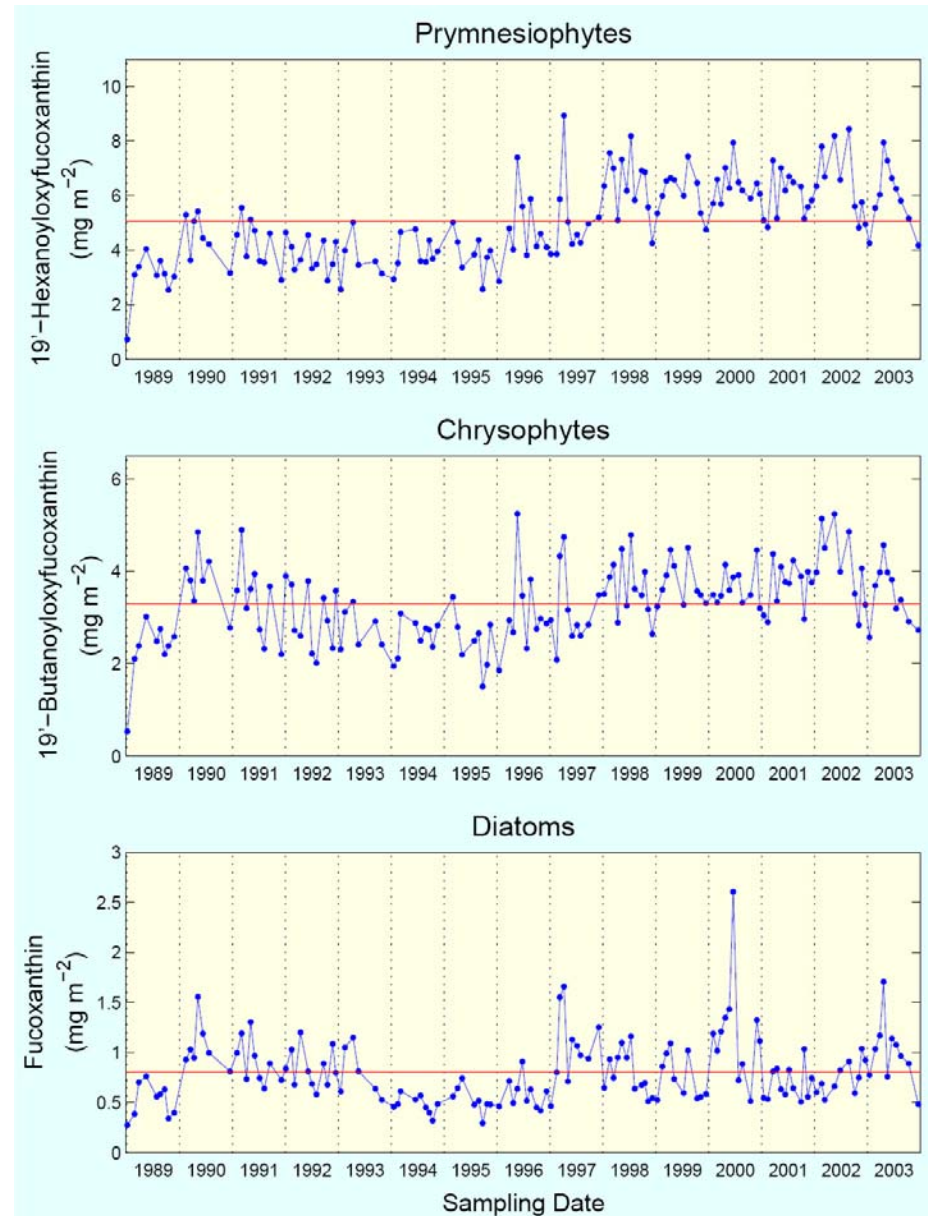 Prymnesiophytes
19'-Hexanoyloxyfucoxanthin
(mg m⁻²)
10
8
6
4
2
0
1989 1990 1991 1992 1993 1994 1995 1996 1997 1998 1999 2000 2001 2002 2003
Chrysophytes
19'-Butanoyloxyfucoxanthin
(mg m⁻²)
6
4
2
0
1989 1990 1991 1992 1993 1994 1995 1996 1997 1998 1999 2000 2001 2002 2003
Diatoms
Fucoxanthin
(mg m⁻²)
3
2.5
2
1.5
1
0.5
0
1989 1990 1991 1992 1993 1994 1995 1996 1997 1998 1999 2000 2001 2002 2003
Sampling Date